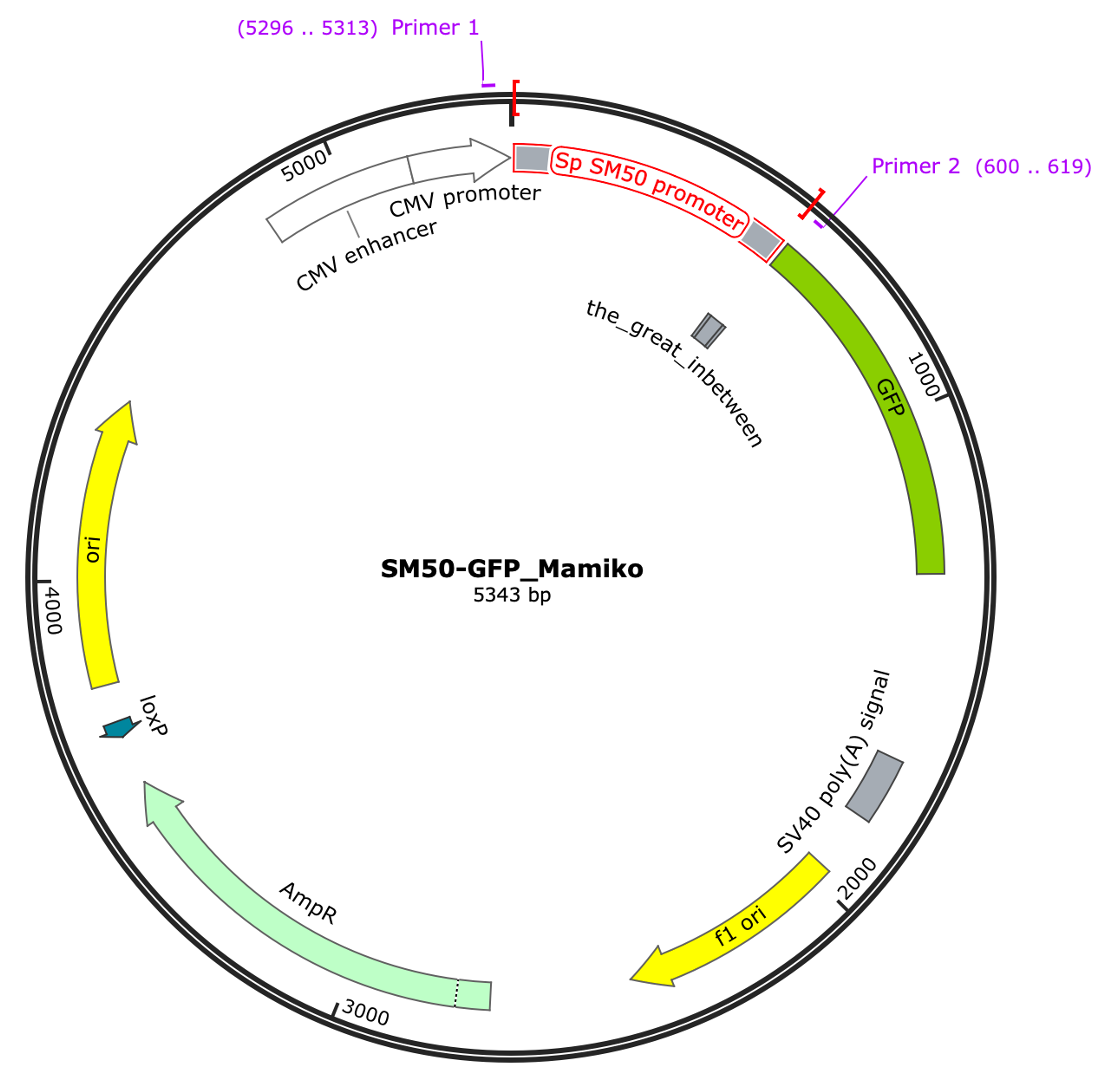 (5296 .. 5313)  Primer 1
Primer 2  (600 .. 619)
5000
CMV promoter
CMV enhancer
Sp SM50 promoter
the_great_inbetween
1000
GFP
ori
SM50-GFP_Mamiko
5343 bp
4000
loxP
SV40 poly(A) signal
AmpR
2000
f1 ori
3000